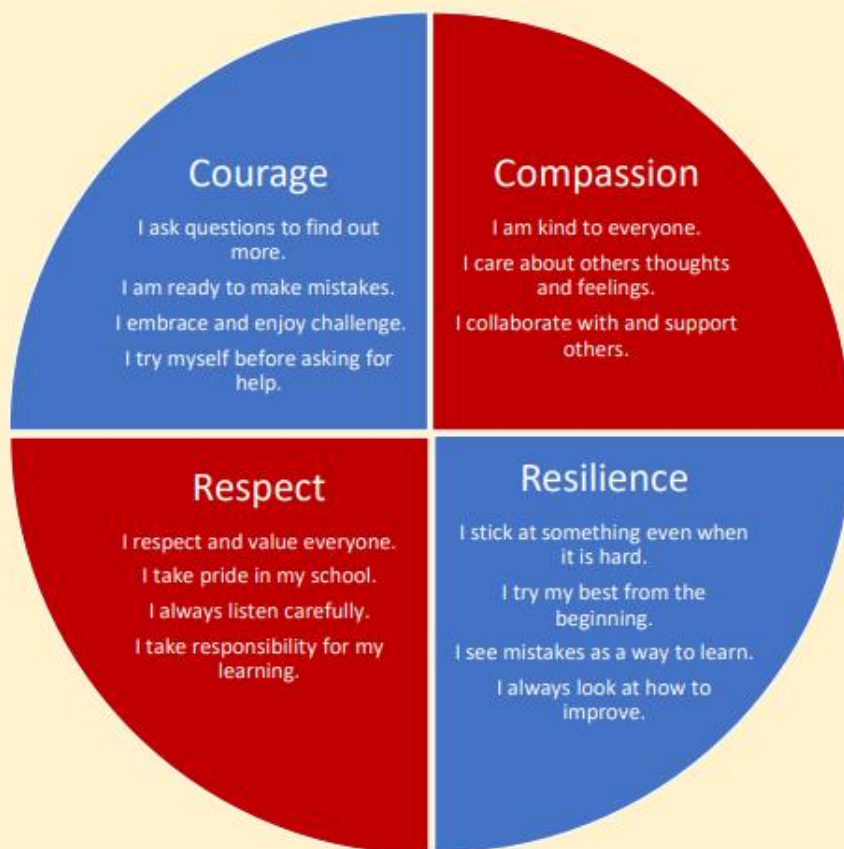 Courage
I ask questions to find out
more.
I am ready to make mistakes.
I embrace and enjoy challenge.
I try myself before asking for
help.
Compassion
I am kind to everyone.
I care about others thoughts
and feelings.
I collaborate with and support
others.
Respect
I respect and value everyone.
I take pride in my school.
I always listen carefully.
I take responsibility for my
learning.
Resilience
I stick at something even when
it is hard.
I try my best from the
beginning.
I see mistakes as a way to learn.
I always look at how to
improve.